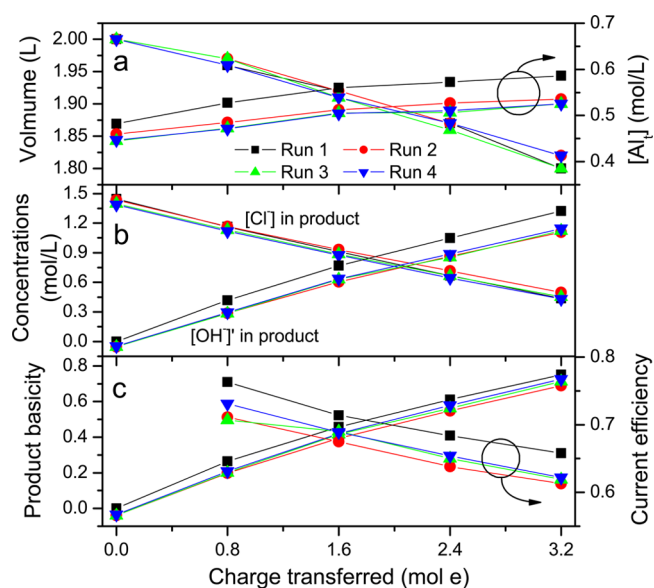 2.00
1.95
1.90
1.85
1.80
Volmume (L)
a
0.7
0.6
0.5
0.4
[Al_t] (mol/L)
Run 1
Run 2
Run 3
Run 4
1.5
1.2
0.9
0.6
0.3
0.0
Concentrations
(mol/L)
b
[Cl^-] in product
[OH]' in product
0.8
0.6
0.4
0.2
0.0
Product basicity
c
0.8
0.7
0.6
Current efficiency
0.0 0.8 1.6 2.4 3.2
Charge transferred (mol e)